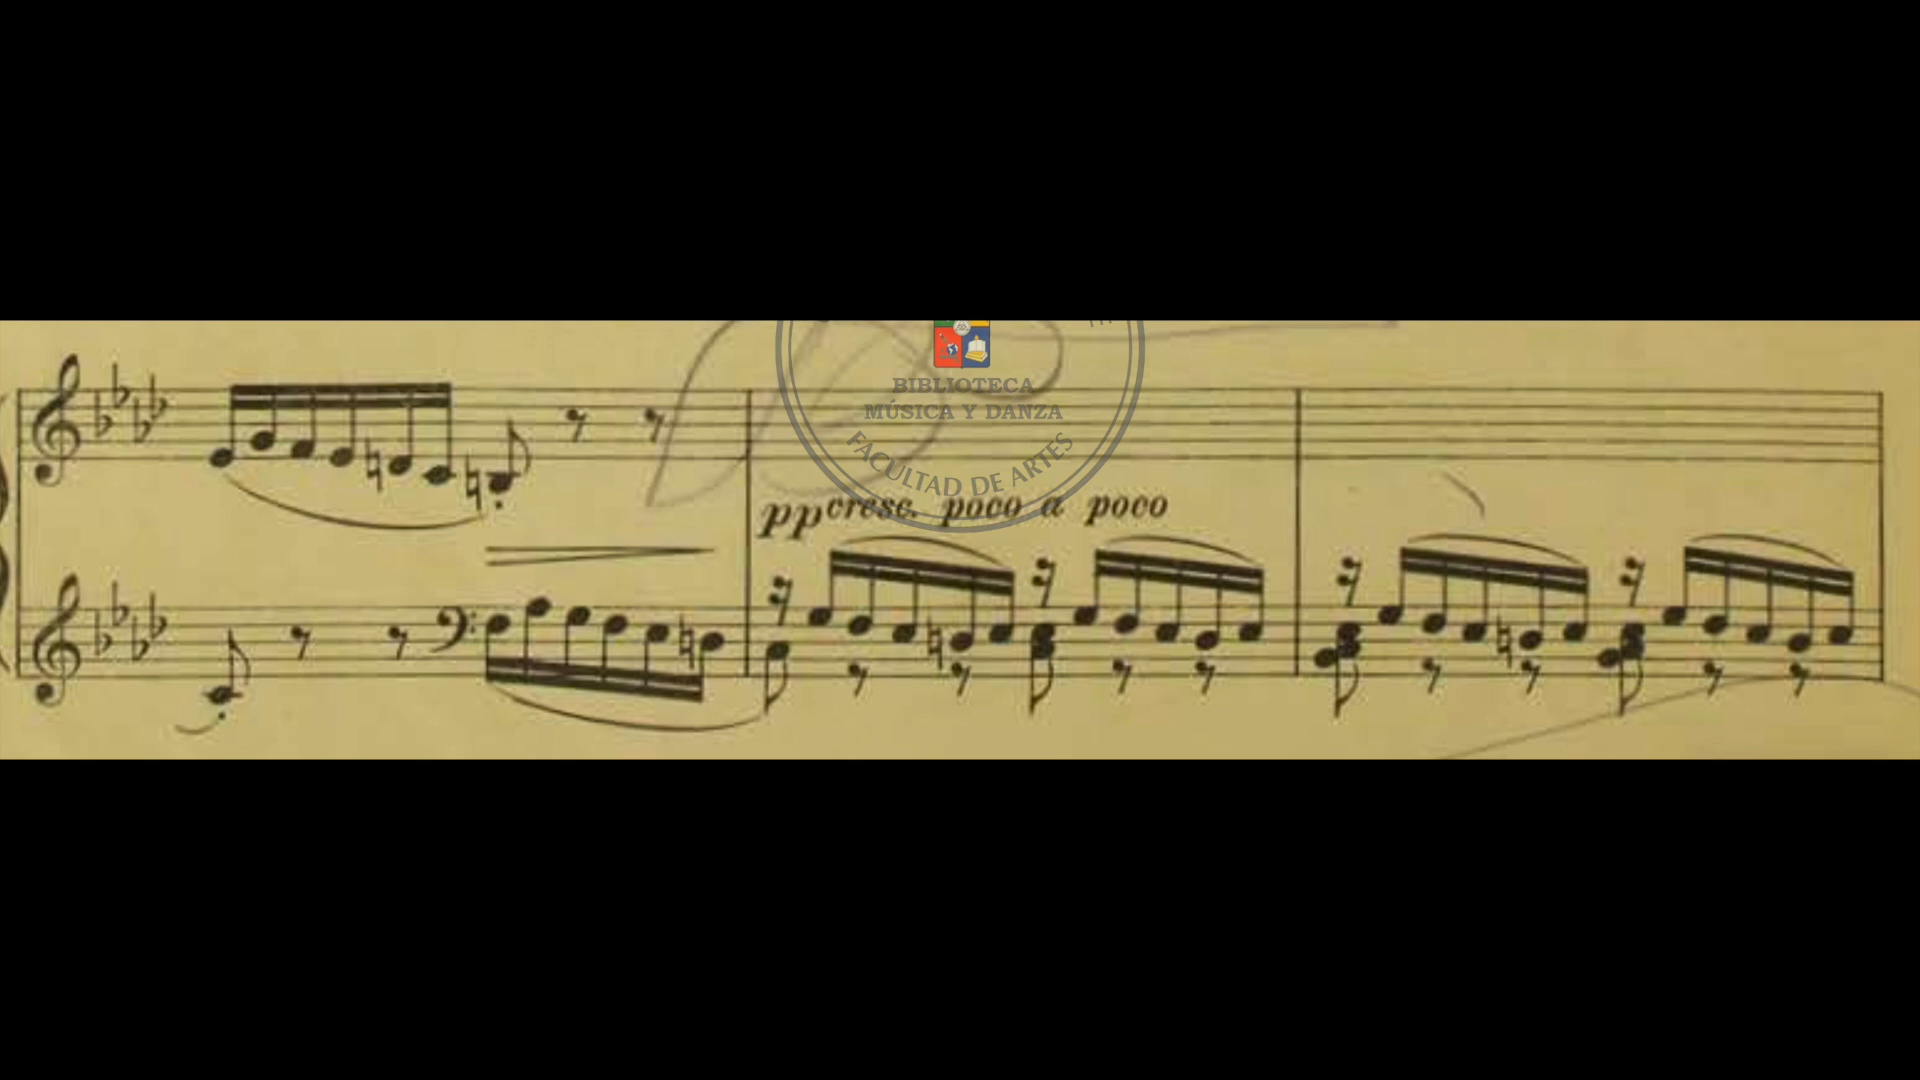 BIBLIOTECA
MÚSICA Y DANZA
FACULTAD DE ARTES
pp cresc. poco a poco